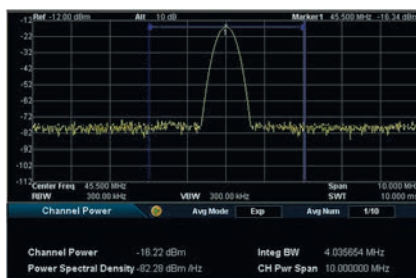 Ref -12.00 dBm Att 10 dB Marker1 45.500 MHz -16.34 dBm
-12
-22
-32
-42
-52
-62
-72
-82
-92
-102
-112
Center Freq 45.500 MHz Span 10.000 MHz
RBW 300.00 kHz VBW 300.00 kHz SWT 10.000 ms
Channel Power Avg Mode Exp Avg Num 1/10
Channel Power -16.22 dBm Integ BW 4.035654 MHz
Power Spectral Density -82.28 dBm /Hz CH Pwr Span 10.000000 MHz